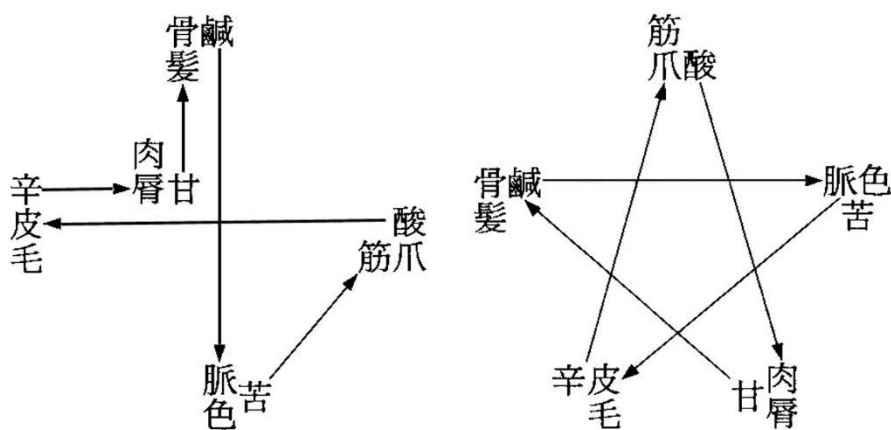 骨鹹
髮
肉
脣甘
辛
皮
毛
酸
筋爪
脈苦
色
筋
爪酸
骨鹹
髮
脈色
苦
辛皮
毛
甘肉
脣